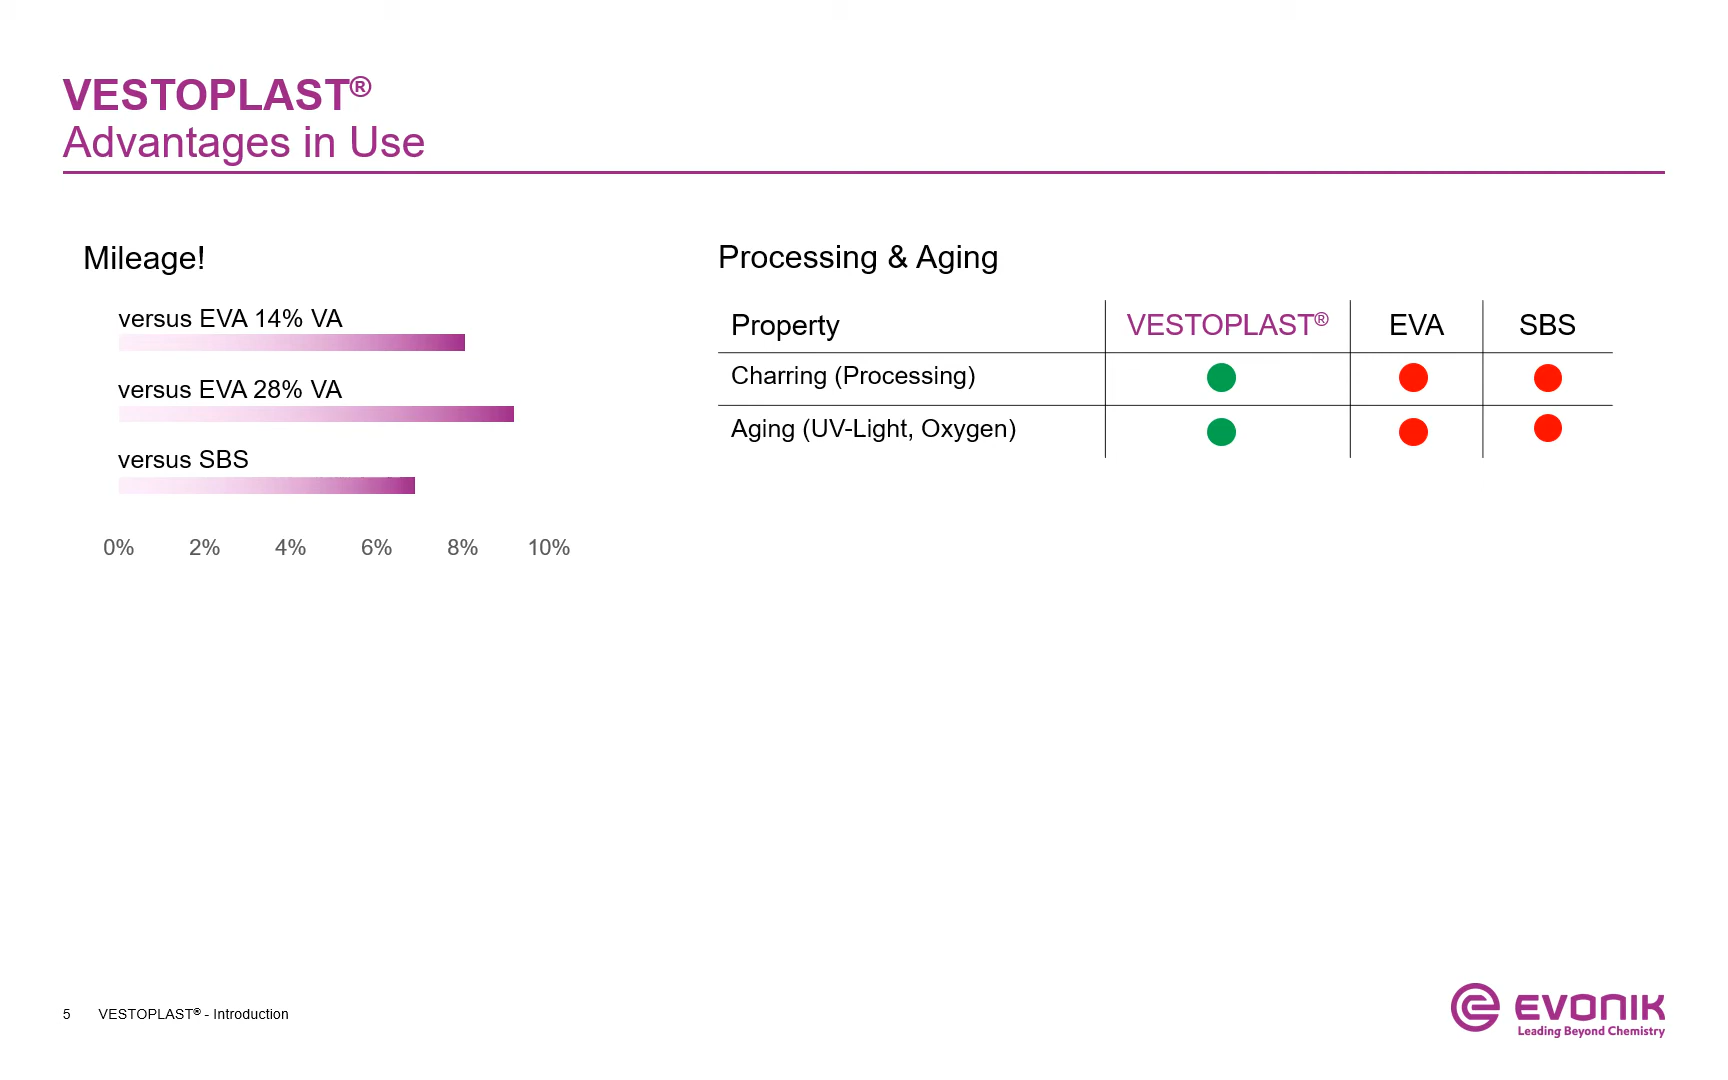 VESTOPLAST®
Advantages in Use
Mileage!
versus EVA 14% VA
versus EVA 28% VA
versus SBS
0% 2% 4% 6% 8% 10%
Processing & Aging
Property VESTOPLAST® EVA SBS
Charring (Processing)
Aging (UV-Light, Oxygen)
5 VESTOPLAST® - Introduction
EVONIK
Leading Beyond Chemistry